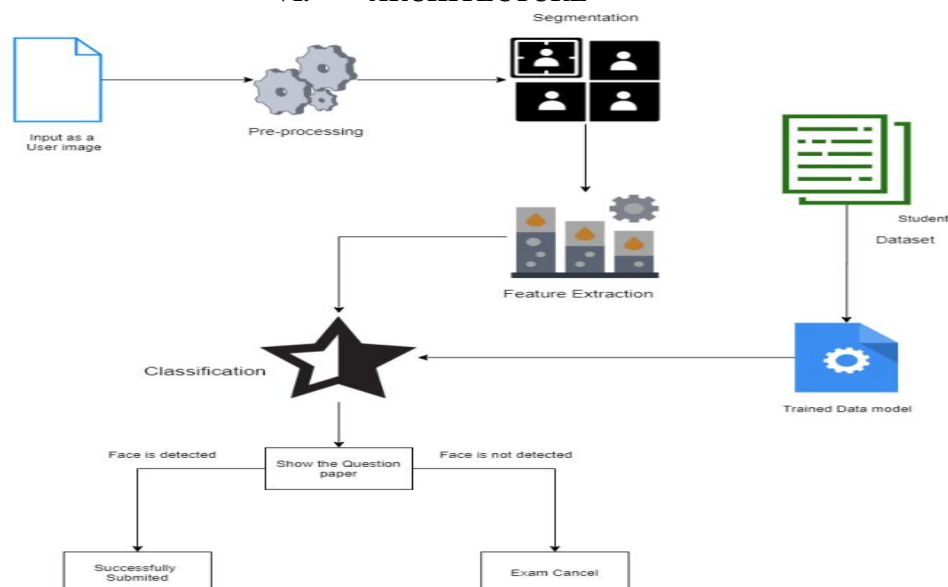 Segmentation
Input as a
User image
Pre-processing
Student
Dataset
Feature Extraction
Trained Data model
Classification
Show the Question
paper
Face is detected
Face is not detected
Successfully
Submited
Exam Cancel